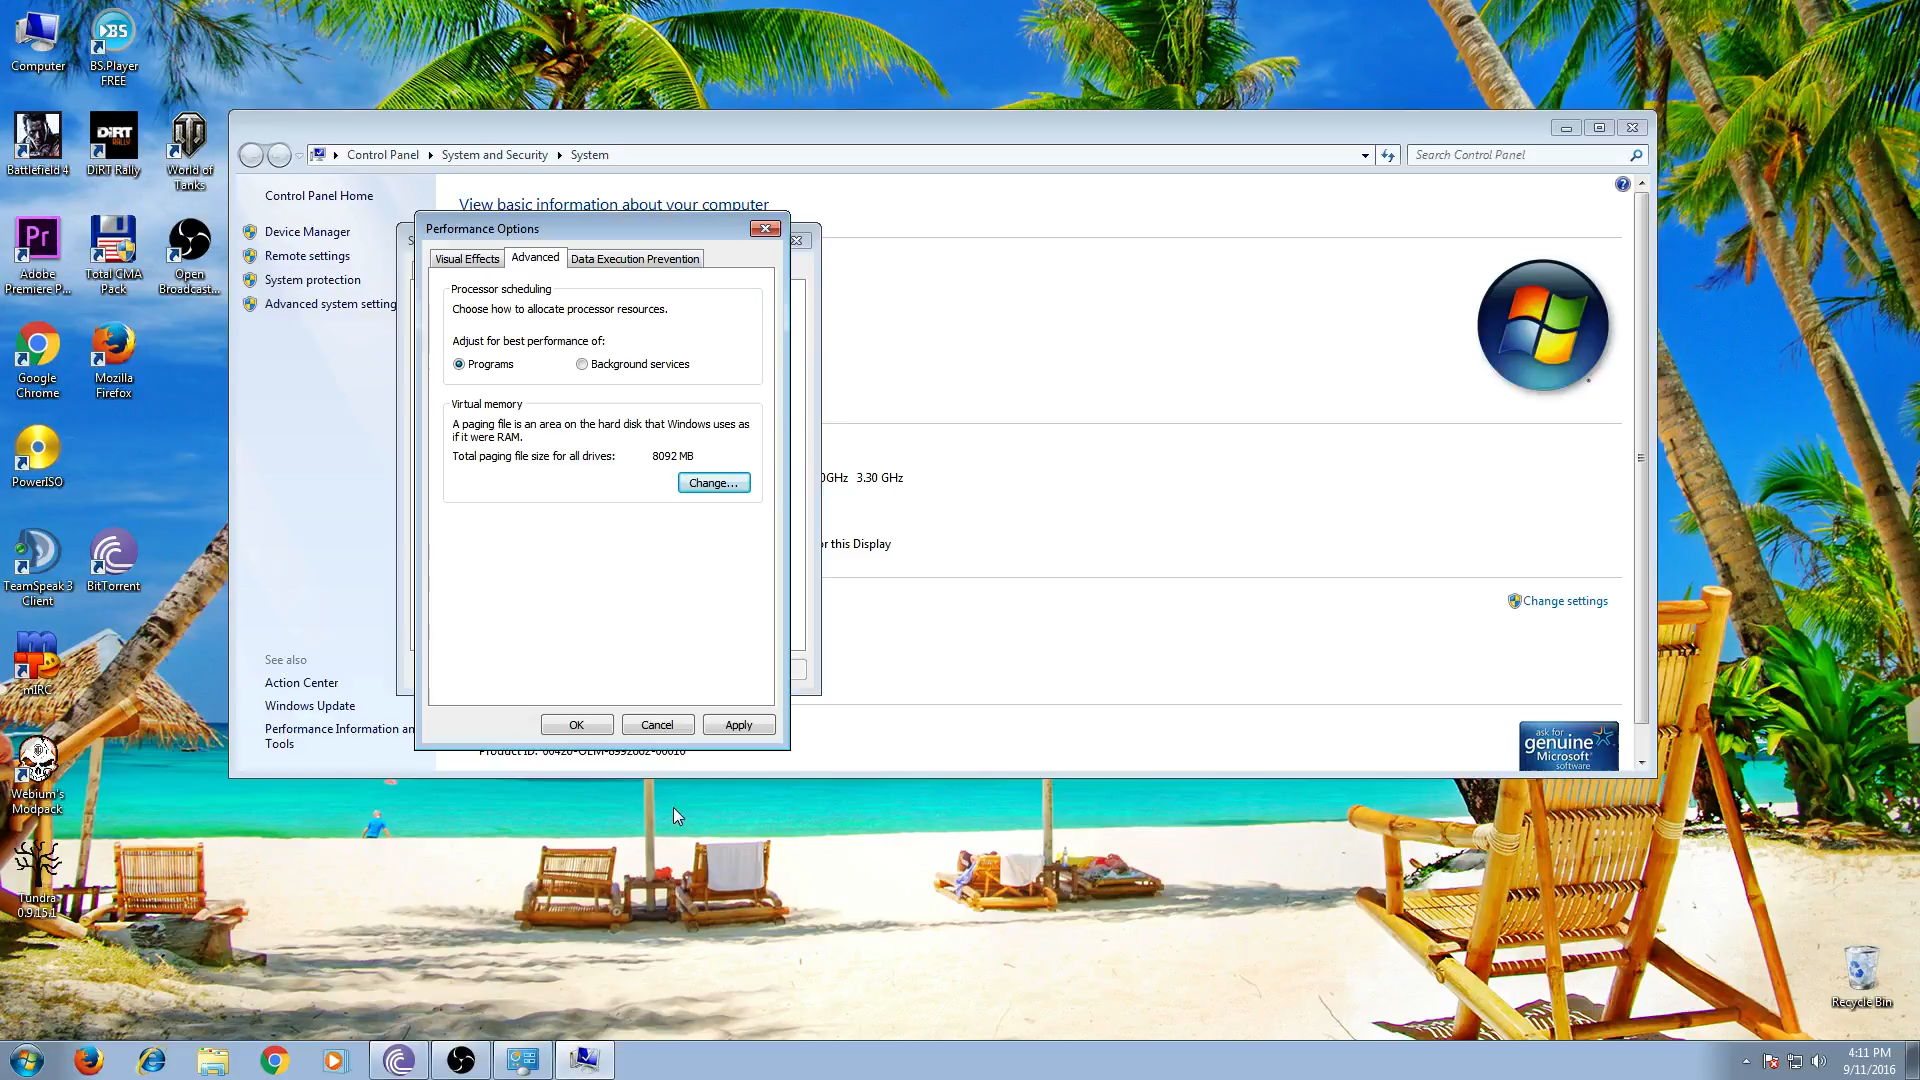 Computer
BS.Player
FREE
Battlefield 4
DiRT Rally
World of
Tanks
Adobe
Premiere P...
Total CMA
Pack
Open
Broadcast...
Google
Chrome
Mozilla
Firefox
PowerISO
TeamSpeak 3
Client
BitTorrent
mIRC
Webium's
Modpack
Tundra
0.9.15.1
Recycle Bin
Control Panel
System and Security
System
Search Control Panel
Control Panel Home
Device Manager
Remote settings
System protection
Advanced system setting
See also
Action Center
Windows Update
Performance Information an
Tools
View basic information about your computer
0GHz 3.30 GHz
or this Display
Change settings
ask for
genuine
Microsoft
software
Performance Options
Visual Effects
Advanced
Data Execution Prevention
Processor scheduling
Choose how to allocate processor resources.
Adjust for best performance of:
Programs
Background services
Virtual memory
A paging file is an area on the hard disk that Windows uses as
if it were RAM.
Total paging file size for all drives: 8092 MB
Change...
OK
Cancel
Apply
4:11 PM
9/11/2016